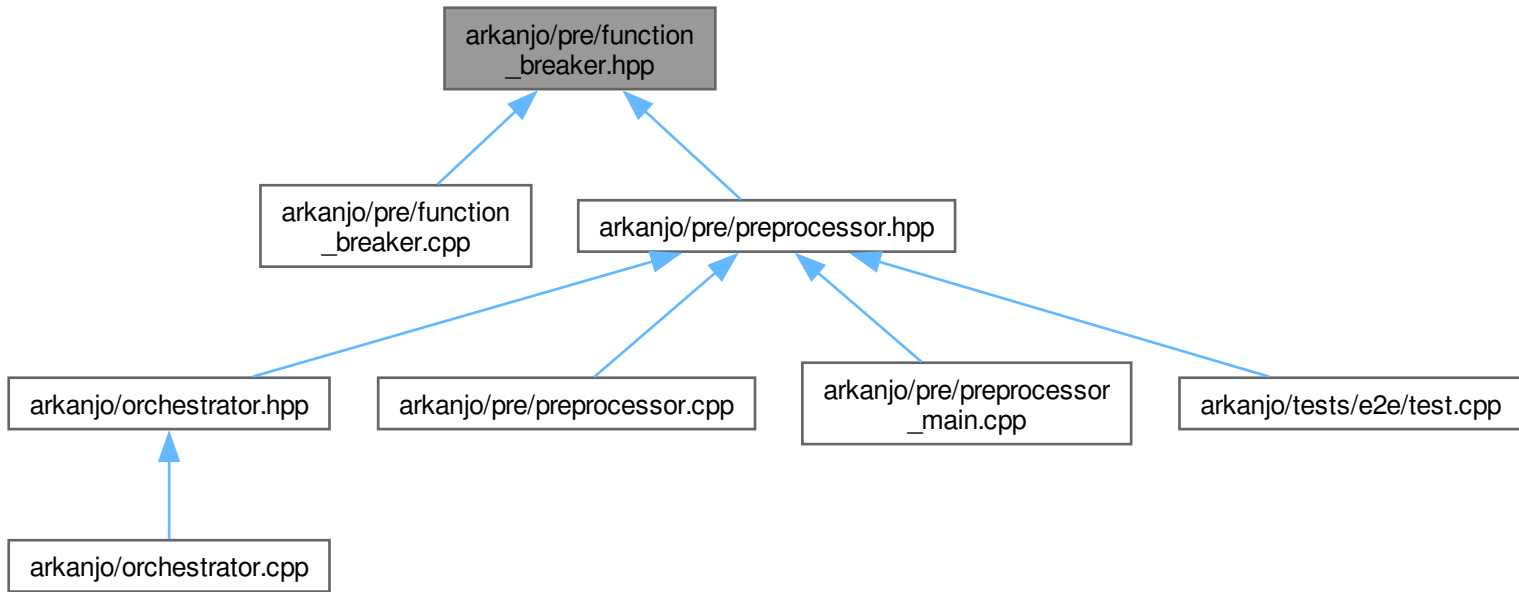 arkanjo/pre/function
_breaker.hpp
arkanjo/pre/function
_breaker.cpp
arkanjo/pre/preprocessor.hpp
arkanjo/orchestrator.hpp
arkanjo/pre/preprocessor.cpp
arkanjo/pre/preprocessor
_main.cpp
arkanjo/tests/e2e/test.cpp
arkanjo/orchestrator.cpp